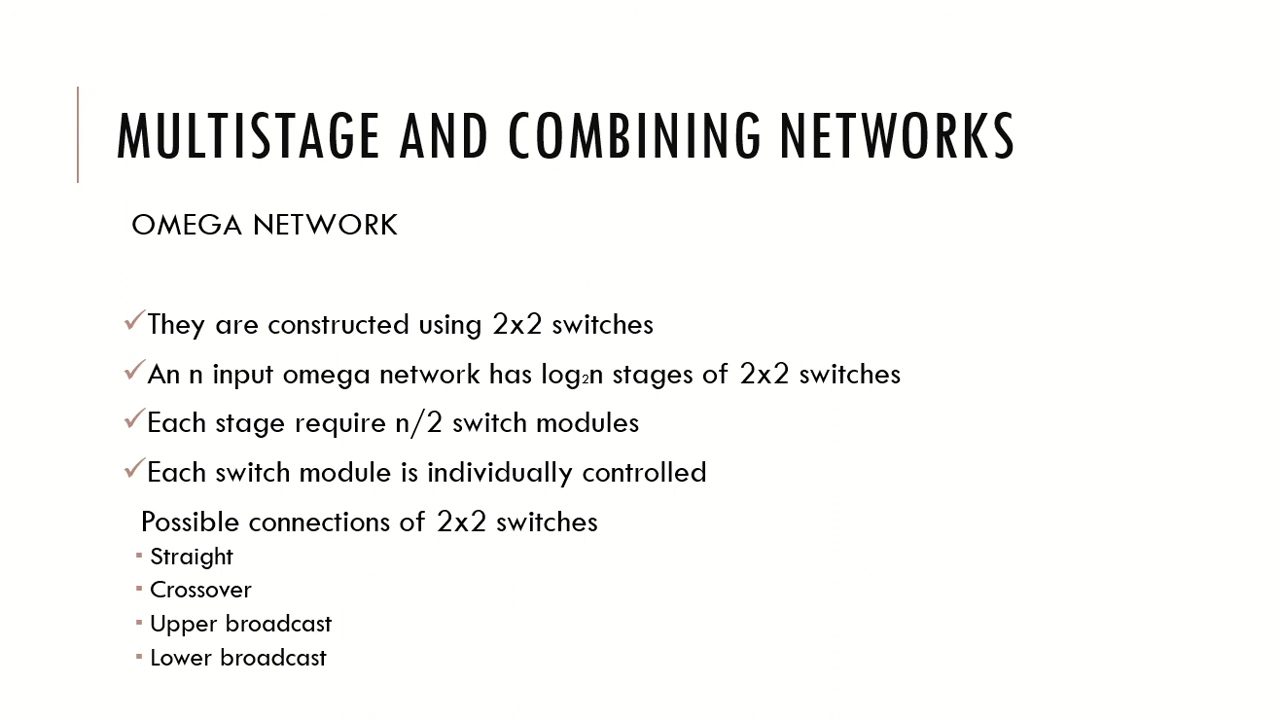 MULTISTAGE AND COMBINING NETWORKS
OMEGA NETWORK
✓They are constructed using 2x2 switches
✓An n input omega network has log₂n stages of 2x2 switches
✓Each stage require n/2 switch modules
✓Each switch module is individually controlled
Possible connections of 2x2 switches
▪ Straight
▪ Crossover
▪ Upper broadcast
▪ Lower broadcast